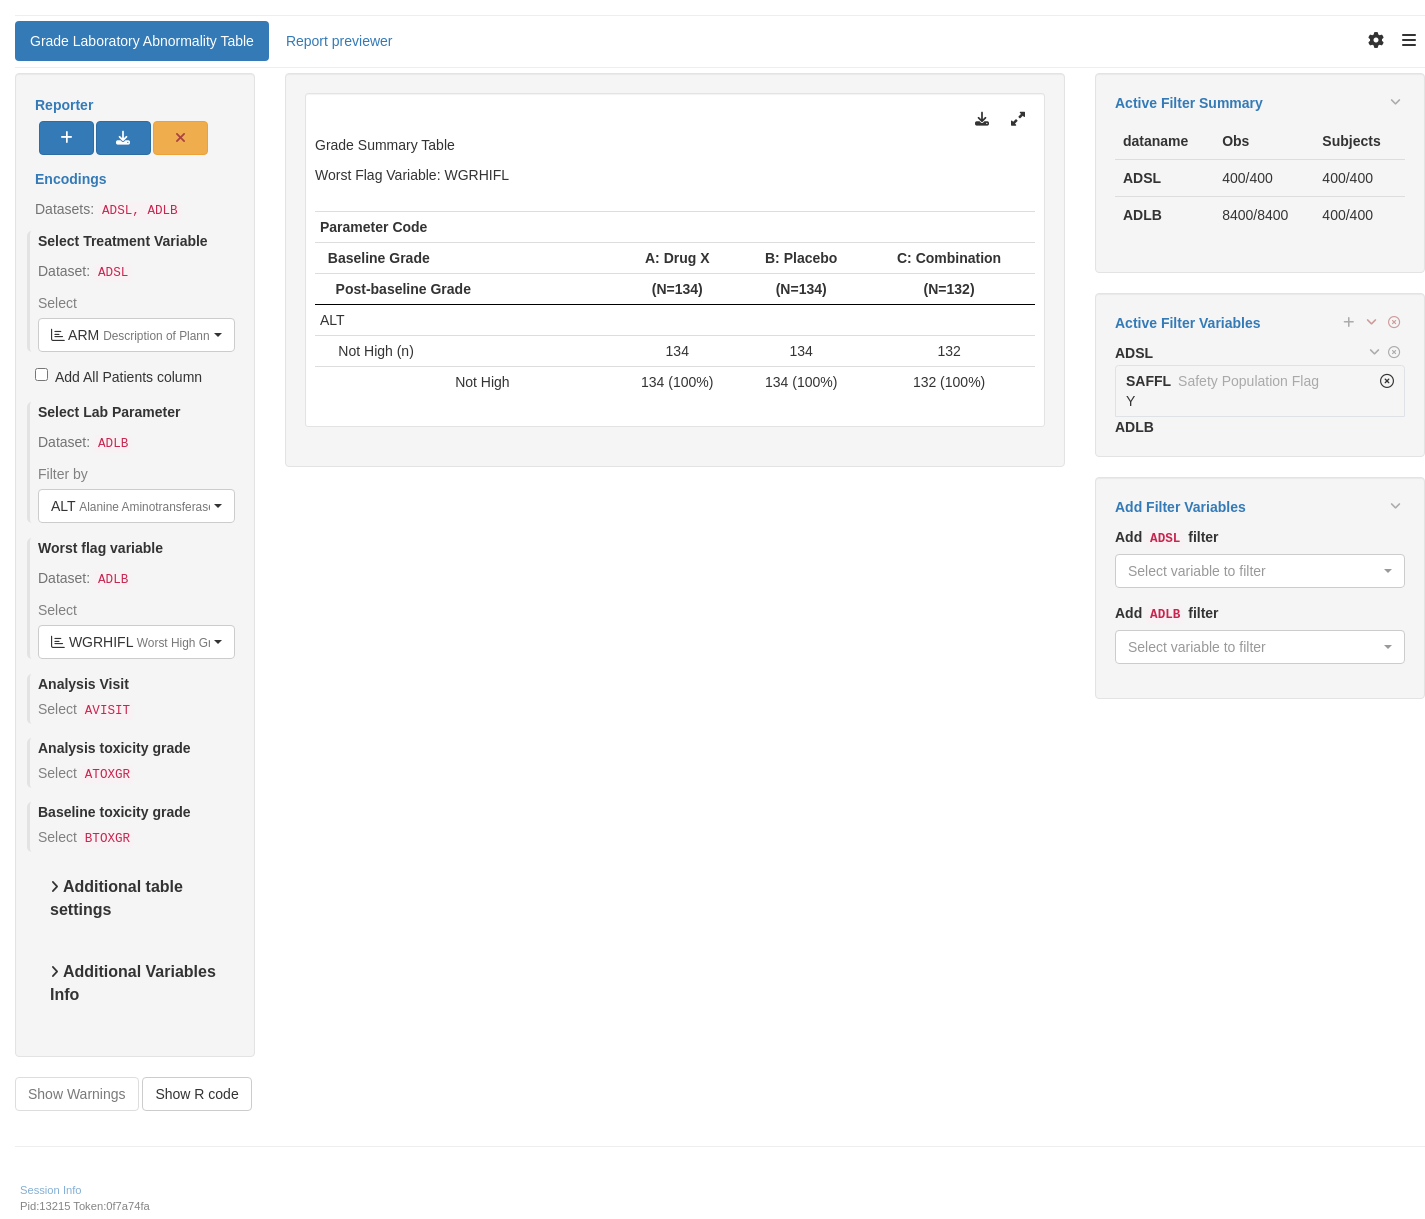 Grade Laboratory Abnormality Table
Report previewer
Reporter
Encodings
Datasets: ADSL, ADLB
Select Treatment Variable
Dataset: ADSL
Select
ARM Description of Plann
Add All Patients column
Select Lab Parameter
Dataset: ADLB
Filter by
ALT Alanine Aminotransferase
Worst flag variable
Dataset: ADLB
Select
WGRHIFL Worst High Gr
Analysis Visit
Select AVISIT
Analysis toxicity grade
Select ATOXGR
Baseline toxicity grade
Select BTOXGR
Additional table
settings
Additional Variables
Info
Show Warnings
Show R code
Grade Summary Table
Worst Flag Variable: WGRHIFL
Parameter Code
Baseline Grade A: Drug X B: Placebo C: Combination
Post-baseline Grade (N=134) (N=134) (N=132)
ALT
Not High (n) 134 134 132
Not High 134 (100%) 134 (100%) 132 (100%)
Active Filter Summary
dataname Obs Subjects
ADSL 400/400 400/400
ADLB 8400/8400 400/400
Active Filter Variables
ADSL
SAFFL Safety Population Flag
Y
ADLB
Add Filter Variables
Add ADSL filter
Select variable to filter
Add ADLB filter
Select variable to filter
Session Info
Pid:13215 Token:0f7a74fa